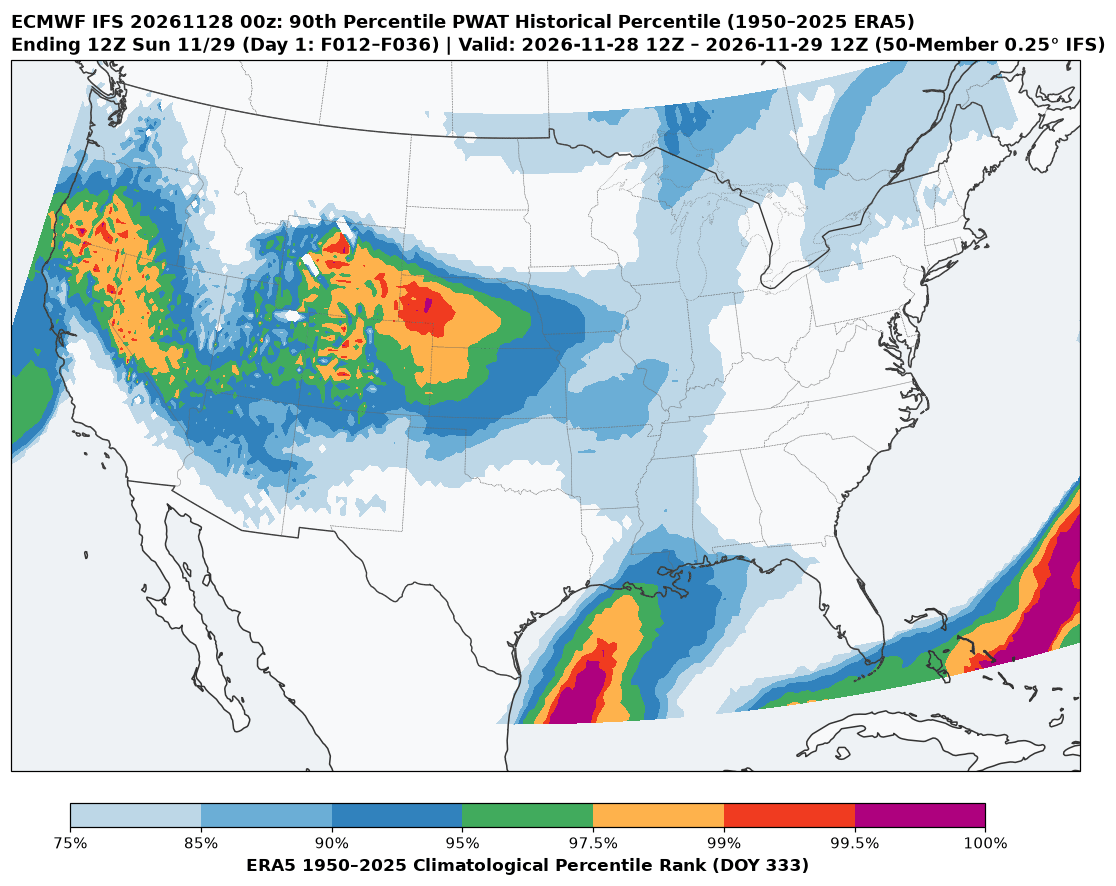 ECMWF IFS 20261128 00z: 90th Percentile PWAT Historical Percentile (1950–2025 ERA5)
Ending 12Z Sun 11/29 (Day 1: F012–F036) | Valid: 2026-11-28 12Z – 2026-11-29 12Z (50-Member 0.25° IFS)
75% 85% 90% 95% 97.5% 99% 99.5% 100%
ERA5 1950–2025 Climatological Percentile Rank (DOY 333)